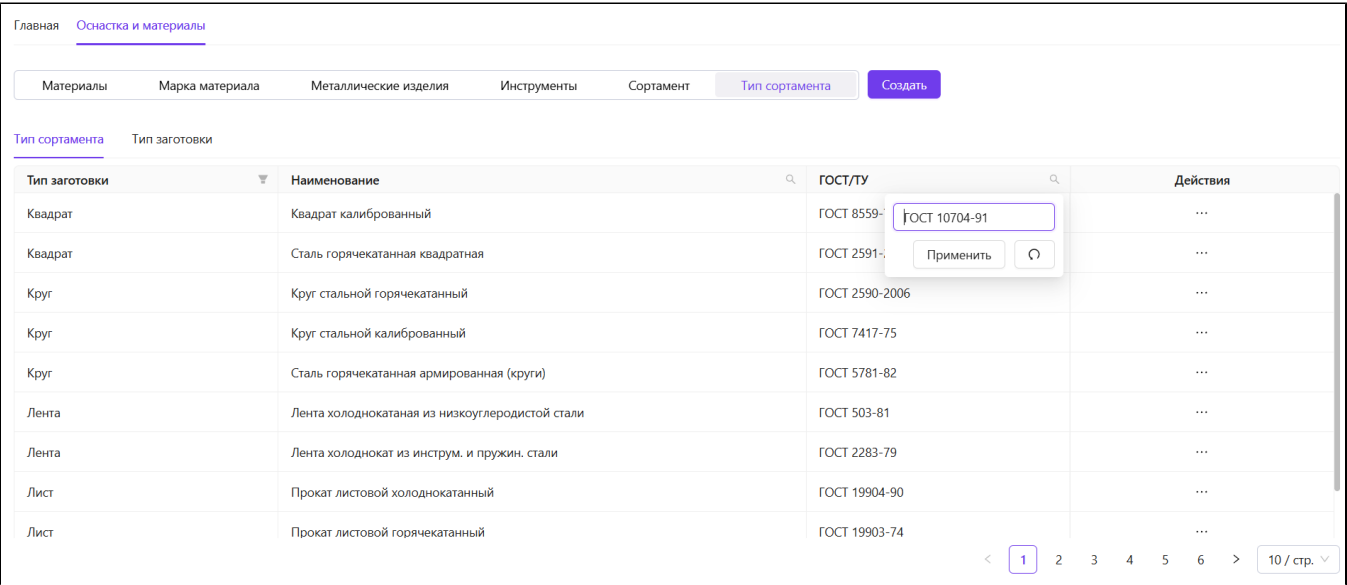 Главная Оснастка и материалы
Материалы Марка материала Металлические изделия Инструменты Сортамент Тип сортамента Создать
Тип сортамента Тип заготовки
Тип заготовки Наименование ГОСТ/ТУ Действия
Квадрат Квадрат калиброванный ГОСТ 8559- ...
ГОСТ 10704-91
Квадрат Сталь горячекатанная квадратная ГОСТ 2591- ...
Применить
Круг Круг стальной горячекатанный ГОСТ 2590-2006 ...
Круг Круг стальной калиброванный ГОСТ 7417-75 ...
Круг Сталь горячекатанная армированная (круги) ГОСТ 5781-82 ...
Лента Лента холоднокатаная из низкоуглеродистой стали ГОСТ 503-81 ...
Лента Лента холоднокат из инструм. и пружин. стали ГОСТ 2283-79 ...
Лист Прокат листовой холоднокатанный ГОСТ 19904-90 ...
Лист Прокат листовой горячекатанный ГОСТ 19903-74 ...
< 1 2 3 4 5 6 > 10 / стр.